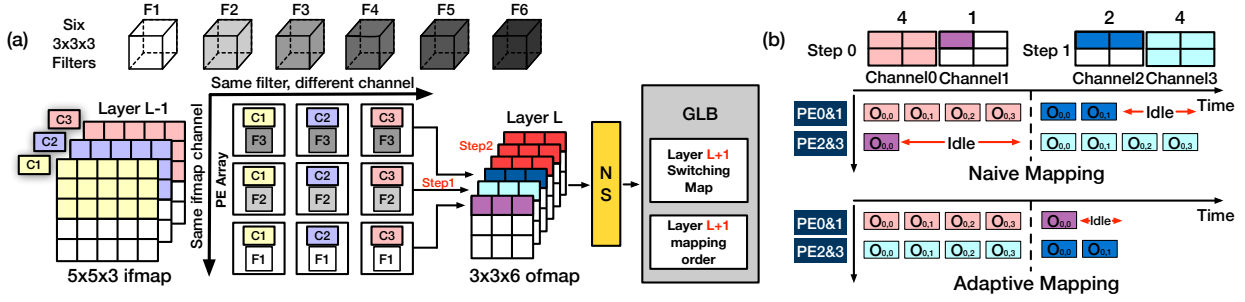 (a)
Six
3x3x3
Filters
F1 F2 F3 F4 F5 F6
Same filter, different channel
Same ifmap channel
PE Array
Layer L-1
C3
C2
C1
5x5x3 ifmap
C1 C2 C3
F3 F3 F3
C1 C2 C3
F2 F2 F2
C1 C2 C3
F1 F1 F1
Layer L
Step2
Step1
3x3x6 ofmap
N
S
GLB
Layer L+1
Switching
Map
Layer L+1
mapping
order
(b)
4 1 2 4
Step 0 Step 1
Channel0 Channel1 Channel2 Channel3
Time
PE0&1 O0,0 O0,1 O0,2 O0,3 O0,0 O0,1 Idle
PE2&3 O0,0 Idle O0,0 O0,1 O0,2 O0,3
Naive Mapping
Time
PE0&1 O0,0 O0,1 O0,2 O0,3 O0,0 Idle
PE2&3 O0,0 O0,1 O0,2 O0,3 O0,0 O0,1
Adaptive Mapping